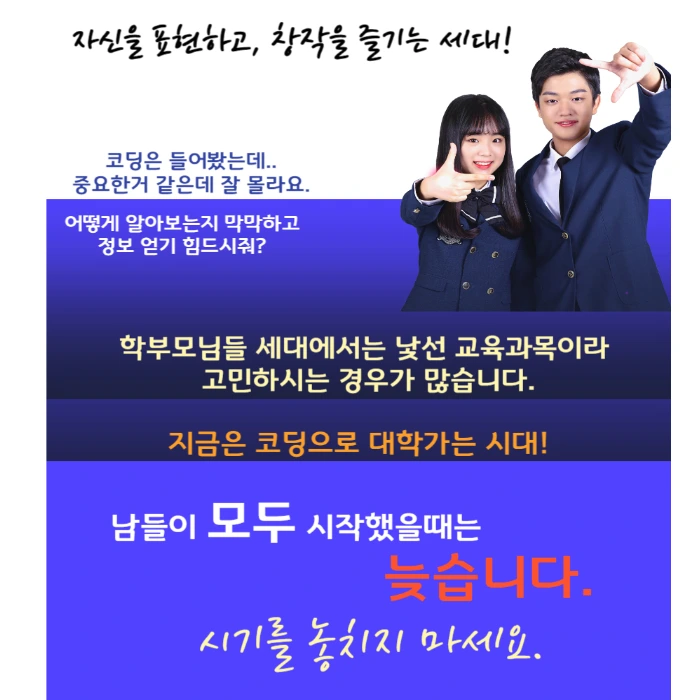 자신을 표현하고, 창작을 즐기는 세대!
코딩은 들어봤는데..
중요한거 같은데 잘 몰라요.
어떻게 알아보는지 막막하고
정보 얻기 힘드시줘?
학부모님들 세대에서는 낯선 교육과목이라
고민하시는 경우가 많습니다.
지금은 코딩으로 대학가는 시대!
남들이 모두 시작했을때는
늦습니다.
시기를 놓치지 마세요.